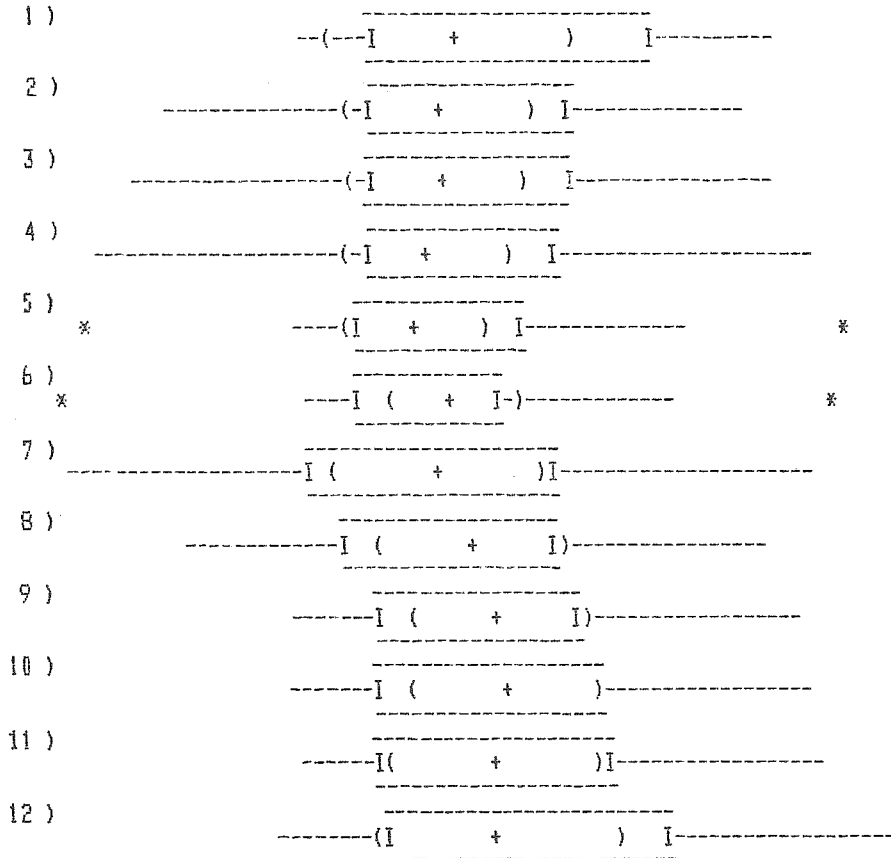 1 )
--(---I + ) I-----------
2 )
----------------(-I + ) I---------------
3 )
-------------------(-I + ) I------------------
4 )
----------------------(-I + ) I-----------------------
5 )
* ----(I + ) I-------------- *
6 )
* ----I ( + I-)-------------- *
7 )
---------------------I ( + )I-----------------------
8 )
--------------I ( + I)------------------
9 )
-------I ( + I)-------------------
10 )
-------I ( + )------------------
11 )
------I( + )I-------------------
12 )
--------(I + ) I--------------------